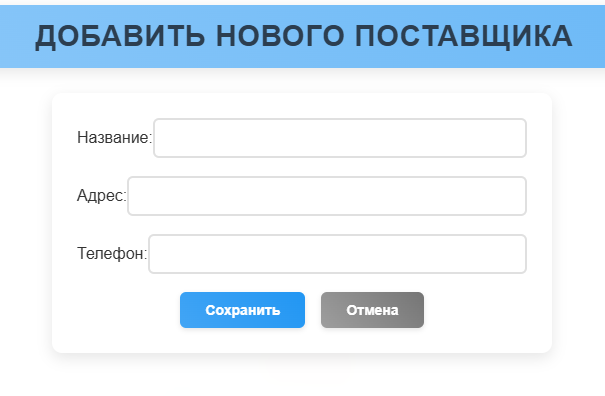 ДОБАВИТЬ НОВОГО ПОСТАВЩИКА
Название:
Адрес:
Телефон:
Сохранить Отмена